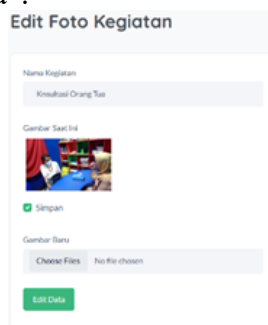 Edit Foto Kegiatan
Nama Kegiatan
Knsultasi Orang Tua
Gambar Saat Ini
Simpan
Gambar Baru
Choose Files No file chosen
Edit Data